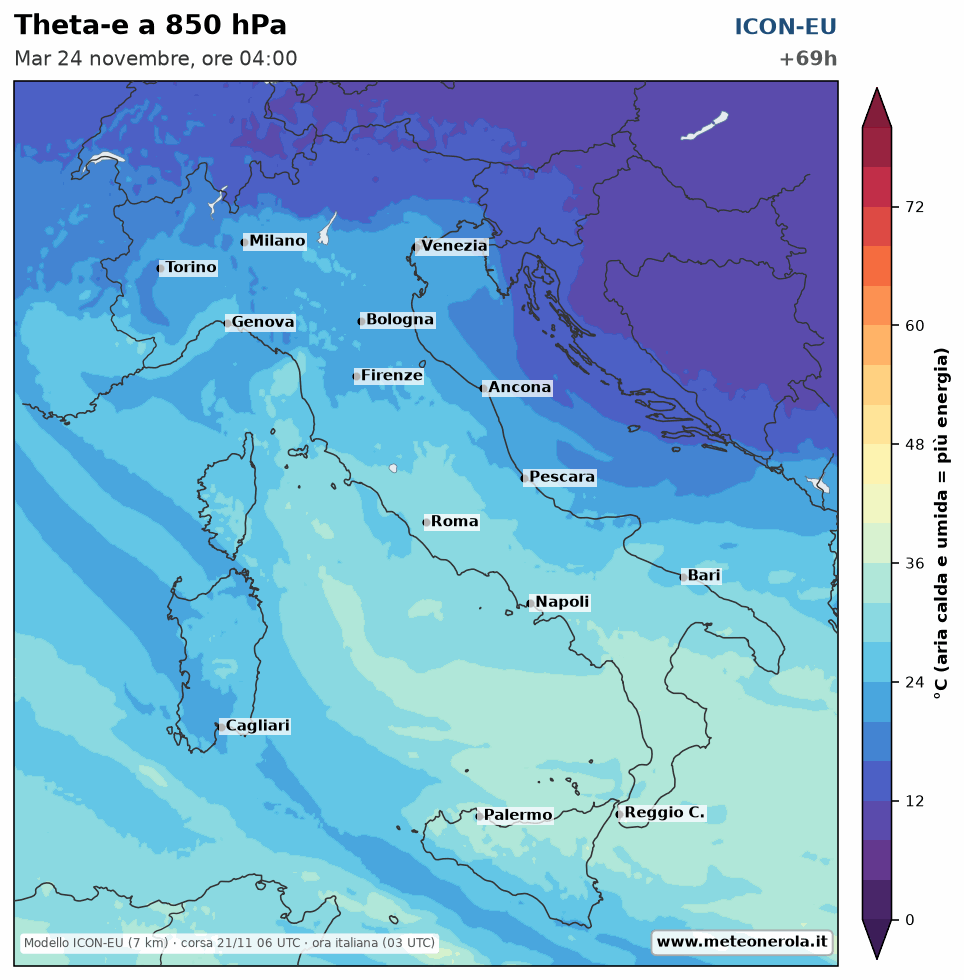 Theta-e a 850 hPa
ICON-EU
Mar 24 novembre, ore 04:00
+69h
Milano
Venezia
Torino
Genova
Bologna
Firenze
Ancona
Pescara
Roma
Bari
Napoli
Cagliari
Palermo
Reggio C.
72
60
48
36
24
12
0
°C (aria calda e umida = più energia)
Modello ICON-EU (7 km) · corsa 21/11 06 UTC · ora italiana (03 UTC)
www.meteonerola.it